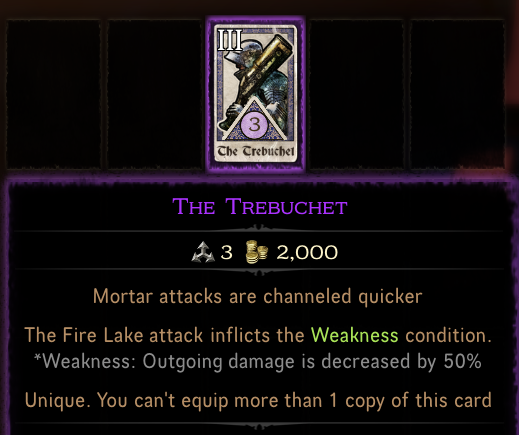 III
3
The Trebuchet
The Trebuchet
3 2,000
Mortar attacks are channeled quicker
The Fire Lake attack inflicts the Weakness condition.
*Weakness: Outgoing damage is decreased by 50%
Unique. You can't equip more than 1 copy of this card